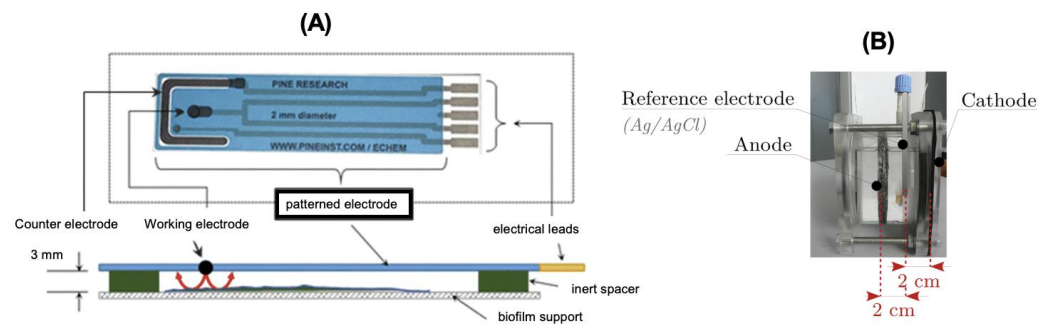 (A)
PINE RESEARCH
2 mm diameter
WWW.PINEINST.COM / ECHEM
patterned electrode
Counter electrode
Working electrode
electrical leads
3 mm
inert spacer
biofilm support
(B)
Reference electrode
(Ag/AgCl)
Cathode
Anode
2 cm
2 cm